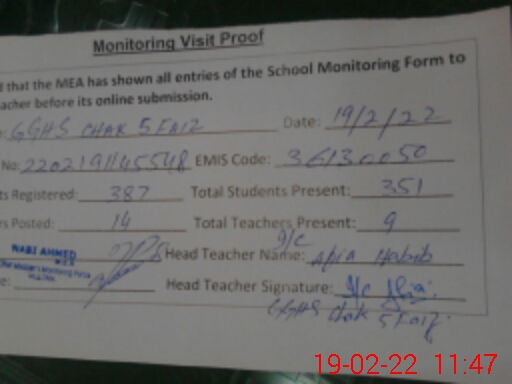 Monitoring Visit Proof
d that the MEA has shown all entries of the School Monitoring Form to
acher before its online submission.
GGHS CHAK 5 FAIZ Date: 19/2/22
No: EMIS Code: 36130050
ts Registered: 387 Total Students Present: 351
rs Posted: 14 Total Teachers Present: 9
NABI AHMED Head Teacher Name: I/C Habib
e: Head Teacher Signature: I/C
GGHS Chak 5 Faiz
19-02-22 11:47